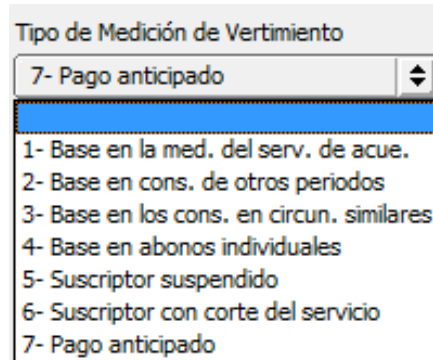 Tipo de Medición de Vertimiento
7- Pago anticipado
1- Base en la med. del serv. de acue.
2- Base en cons. de otros periodos
3- Base en los cons. en circun. similares
4- Base en abonos individuales
5- Suscriptor suspendido
6- Suscriptor con corte del servicio
7- Pago anticipado